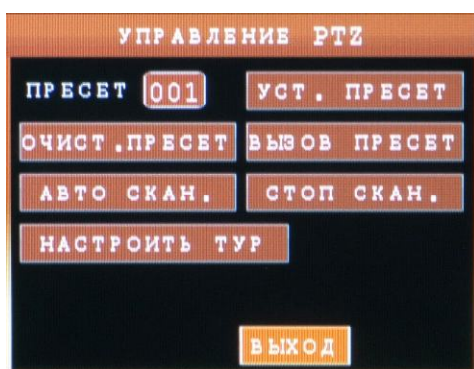 УПРАВЛЕНИЕ PTZ
ПРЕСЕТ 001 УСТ. ПРЕСЕТ
ОЧИСТ.ПРЕСЕТ ВЫЗОВ ПРЕСЕТ
АВТО СКАН. СТОП СКАН.
НАСТРОИТЬ ТУР
ВЫХОД